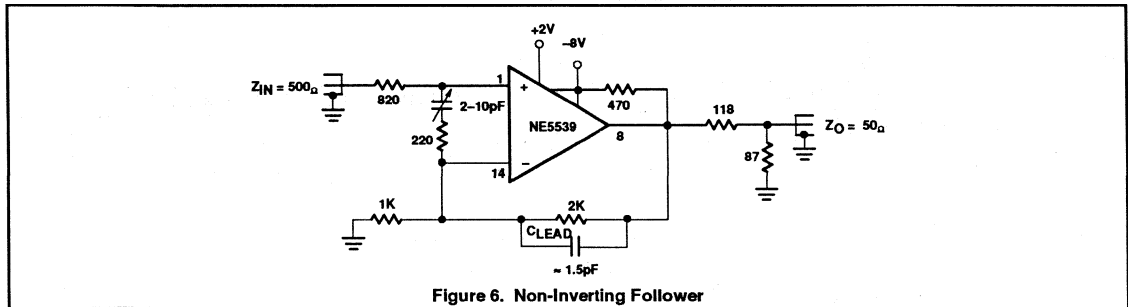 +2V
–8V
ZIN = 500Ω
820
1
+
2–10pF
470
118
NE5539
220
8
ZO = 50Ω
87
14
–
1K
2K
CLEAD
≈ 1.5pF
Figure 6. Non-Inverting Follower